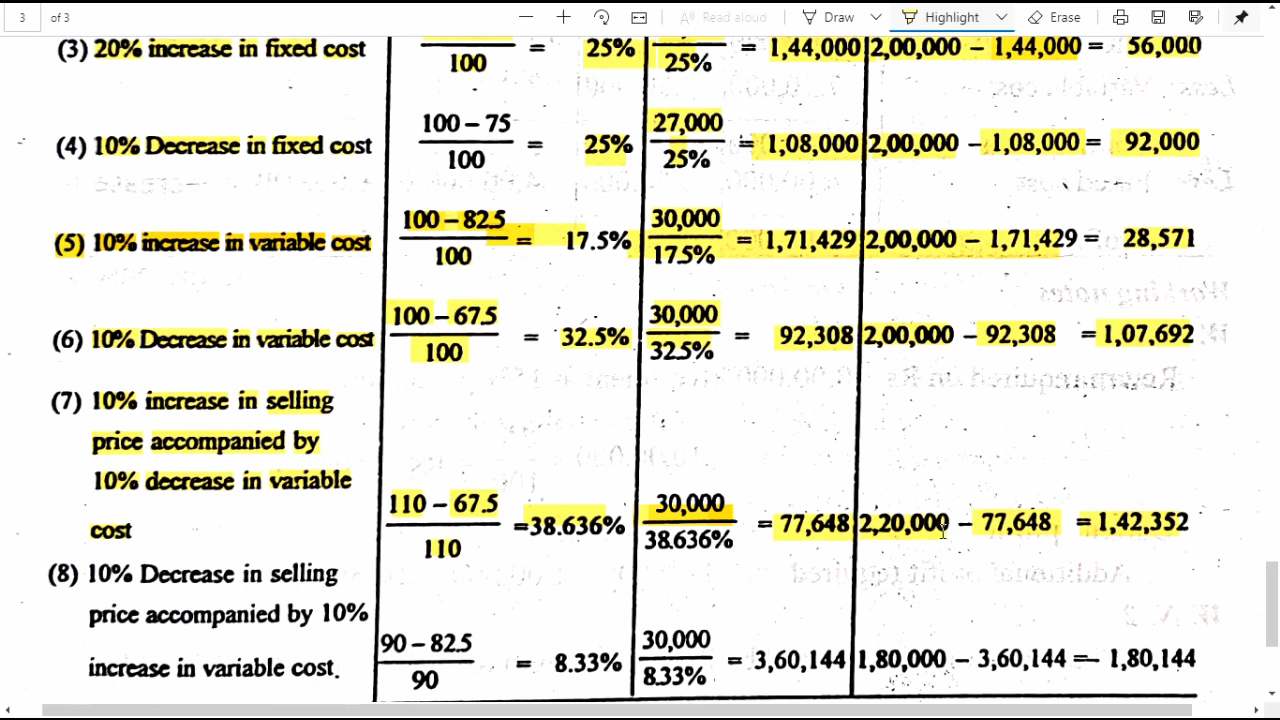 3 of 3 Read aloud Draw Highlight Erase
(3) 20% increase in fixed cost 100 = 25% 25% = 1,44,000 2,00,000 – 1,44,000 = 56,000
(4) 10% Decrease in fixed cost 100 – 75 / 100 = 25% 27,000 / 25% = 1,08,000 2,00,000 – 1,08,000 = 92,000
(5) 10% increase in variable cost 100 – 82.5 / 100 = 17.5% 30,000 / 17.5% = 1,71,429 2,00,000 – 1,71,429 = 28,571
(6) 10% Decrease in variable cost 100 – 67.5 / 100 = 32.5% 30,000 / 32.5% = 92,308 2,00,000 – 92,308 = 1,07,692
(7) 10% increase in selling
price accompanied by
10% decrease in variable
cost 110 – 67.5 / 110 = 38.636% 30,000 / 38.636% = 77,648 2,20,000 – 77,648 = 1,42,352
(8) 10% Decrease in selling
price accompanied by 10%
increase in variable cost. 90 – 82.5 / 90 = 8.33% 30,000 / 8.33% = 3,60,144 1,80,000 – 3,60,144 =– 1,80,144